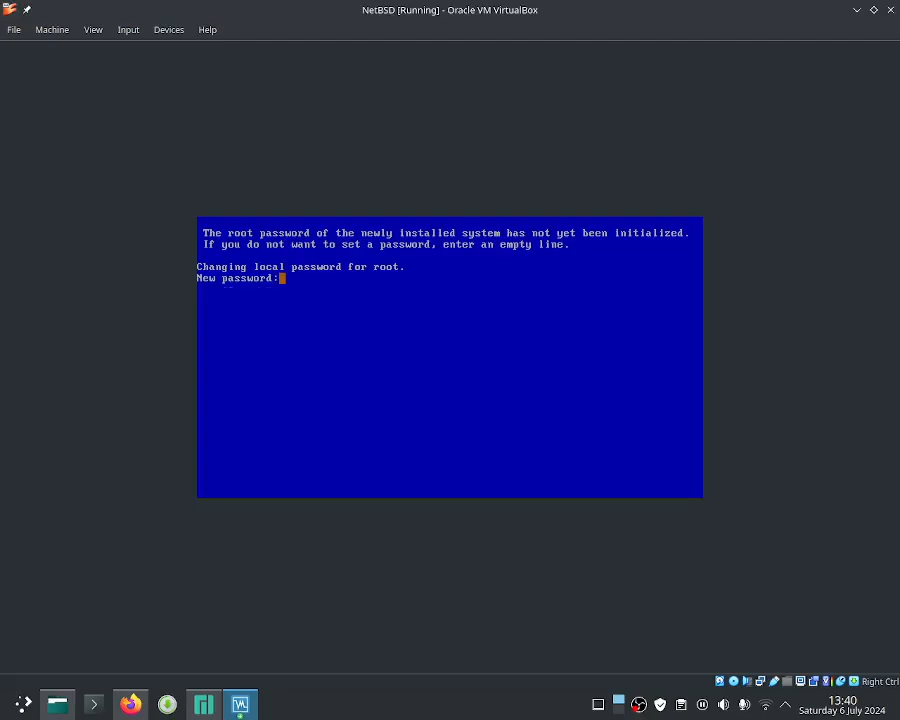 NetBSD [Running] - Oracle VM VirtualBox
File Machine View Input Devices Help
The root password of the newly installed system has not yet been initialized.
If you do not want to set a password, enter an empty line.
Changing local password for root.
New password:
Right Ctrl
13:40
Saturday 6 July 2024